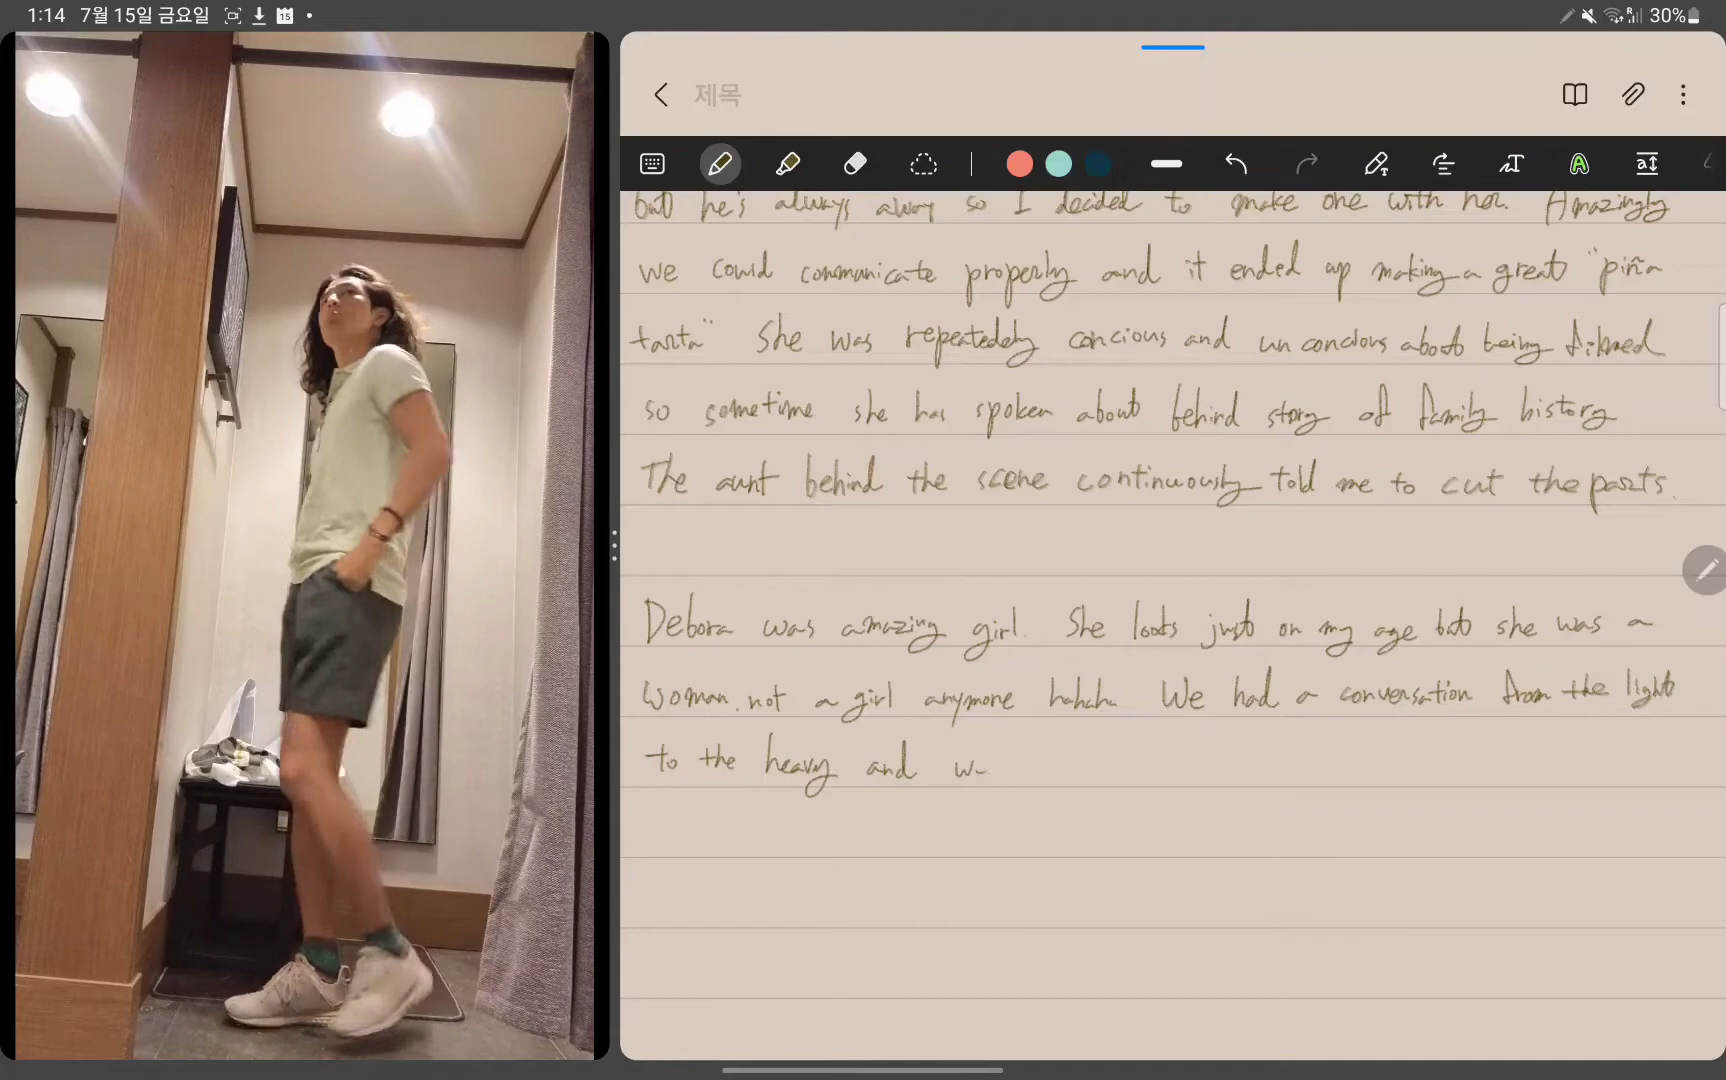 1:14 7월 15일 금요일 15 R 30%
제목
but he's always away so I decided to make one with her. Amazingly
we could communicate properly and it ended up making a great "piña
tarta" She was repeatedely concious and un concious about being filmed
so sometime she has spoken about behind story of family history
The aunt behind the scene continuously told me to cut the parts.
Debora was amazing girl. She looks just on my age but she was a
woman. not a girl anymore hahaha We had a conversation from the light
to the heavy and w